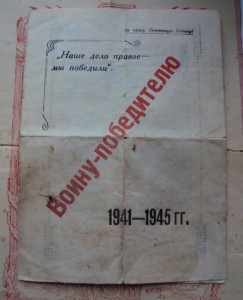 „Наше дело правое—
мы победили".
Воину-победителю
1941—1945 гг.